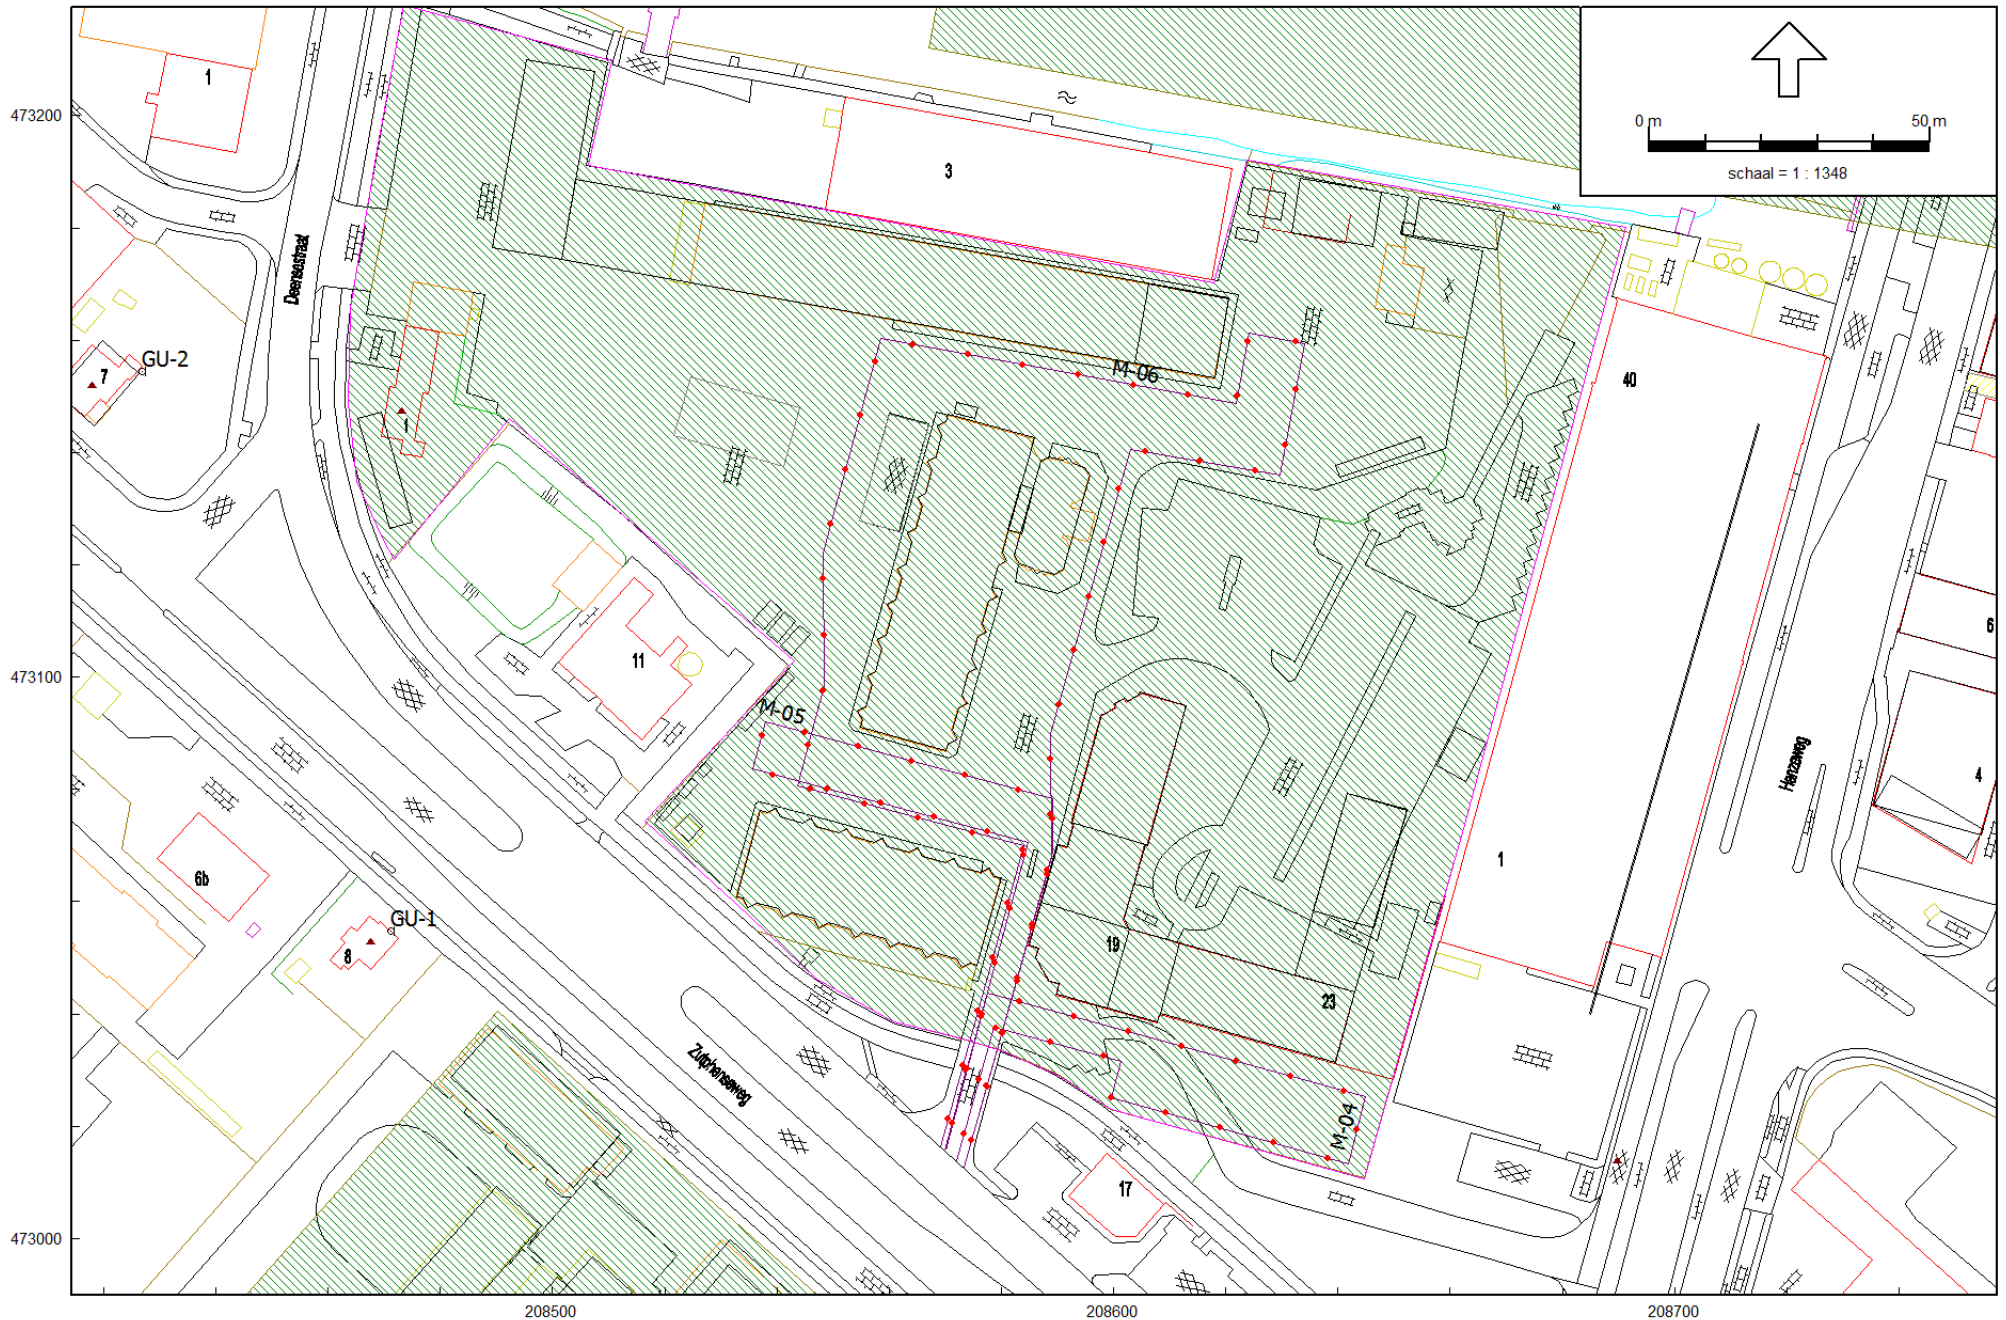 0 m 50 m
schaal = 1 : 1348
473200
473100
473000
208500
208600
208700
1
3
Deensestraat
GU-2
7
1
M-06
40
11
M-05
6
Hanzeweg
4
1
6b
GU-1
8
19
23
Zutphenseweg
M-04
17